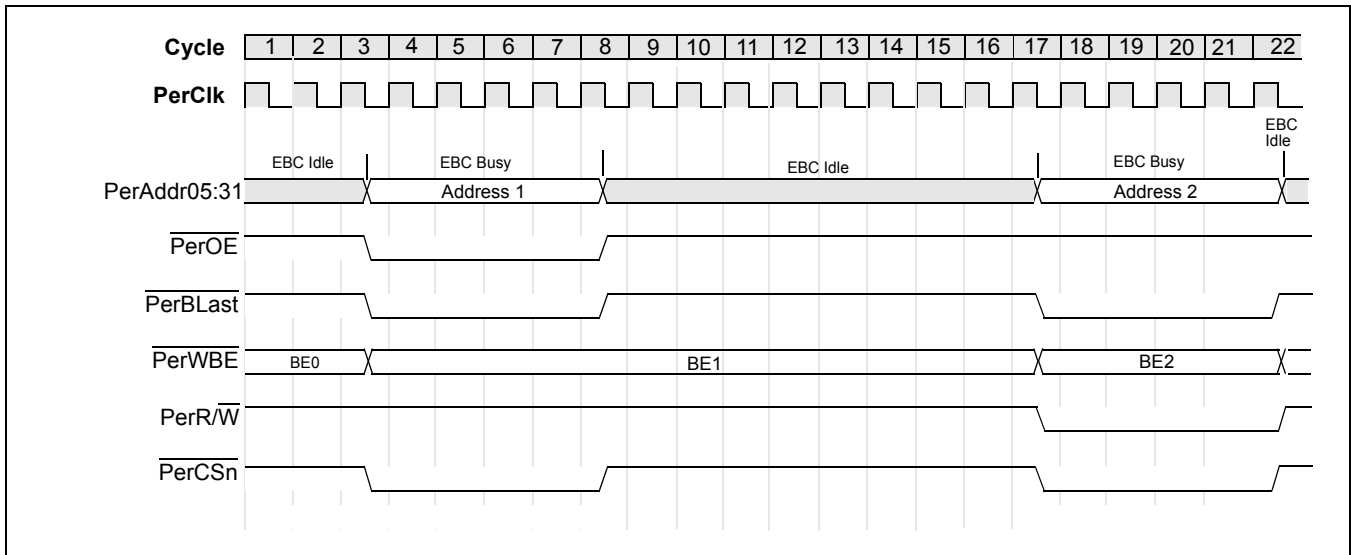 Cycle 1 2 3 4 5 6 7 8 9 10 11 12 13 14 15 16 17 18 19 20 21 22
PerClk
EBC Idle EBC Busy EBC Idle EBC Busy EBC
Idle
PerAddr05:31 Address 1 Address 2
PerOE
PerBLast
PerWBE BE0 BE1 BE2
PerR/W
PerCSn